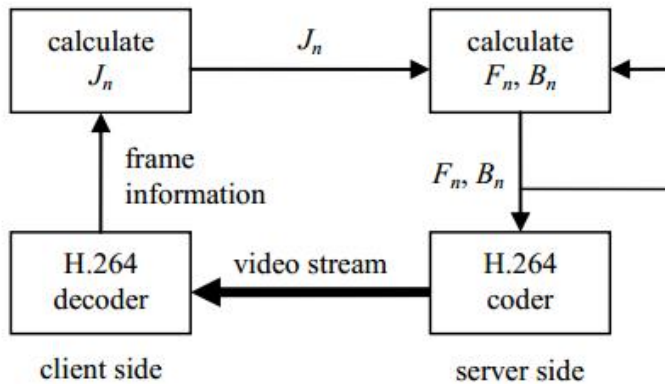 calculate
Jn
Jn
calculate
Fn, Bn
frame
information
Fn, Bn
H.264
decoder
video stream
H.264
coder
client side
server side